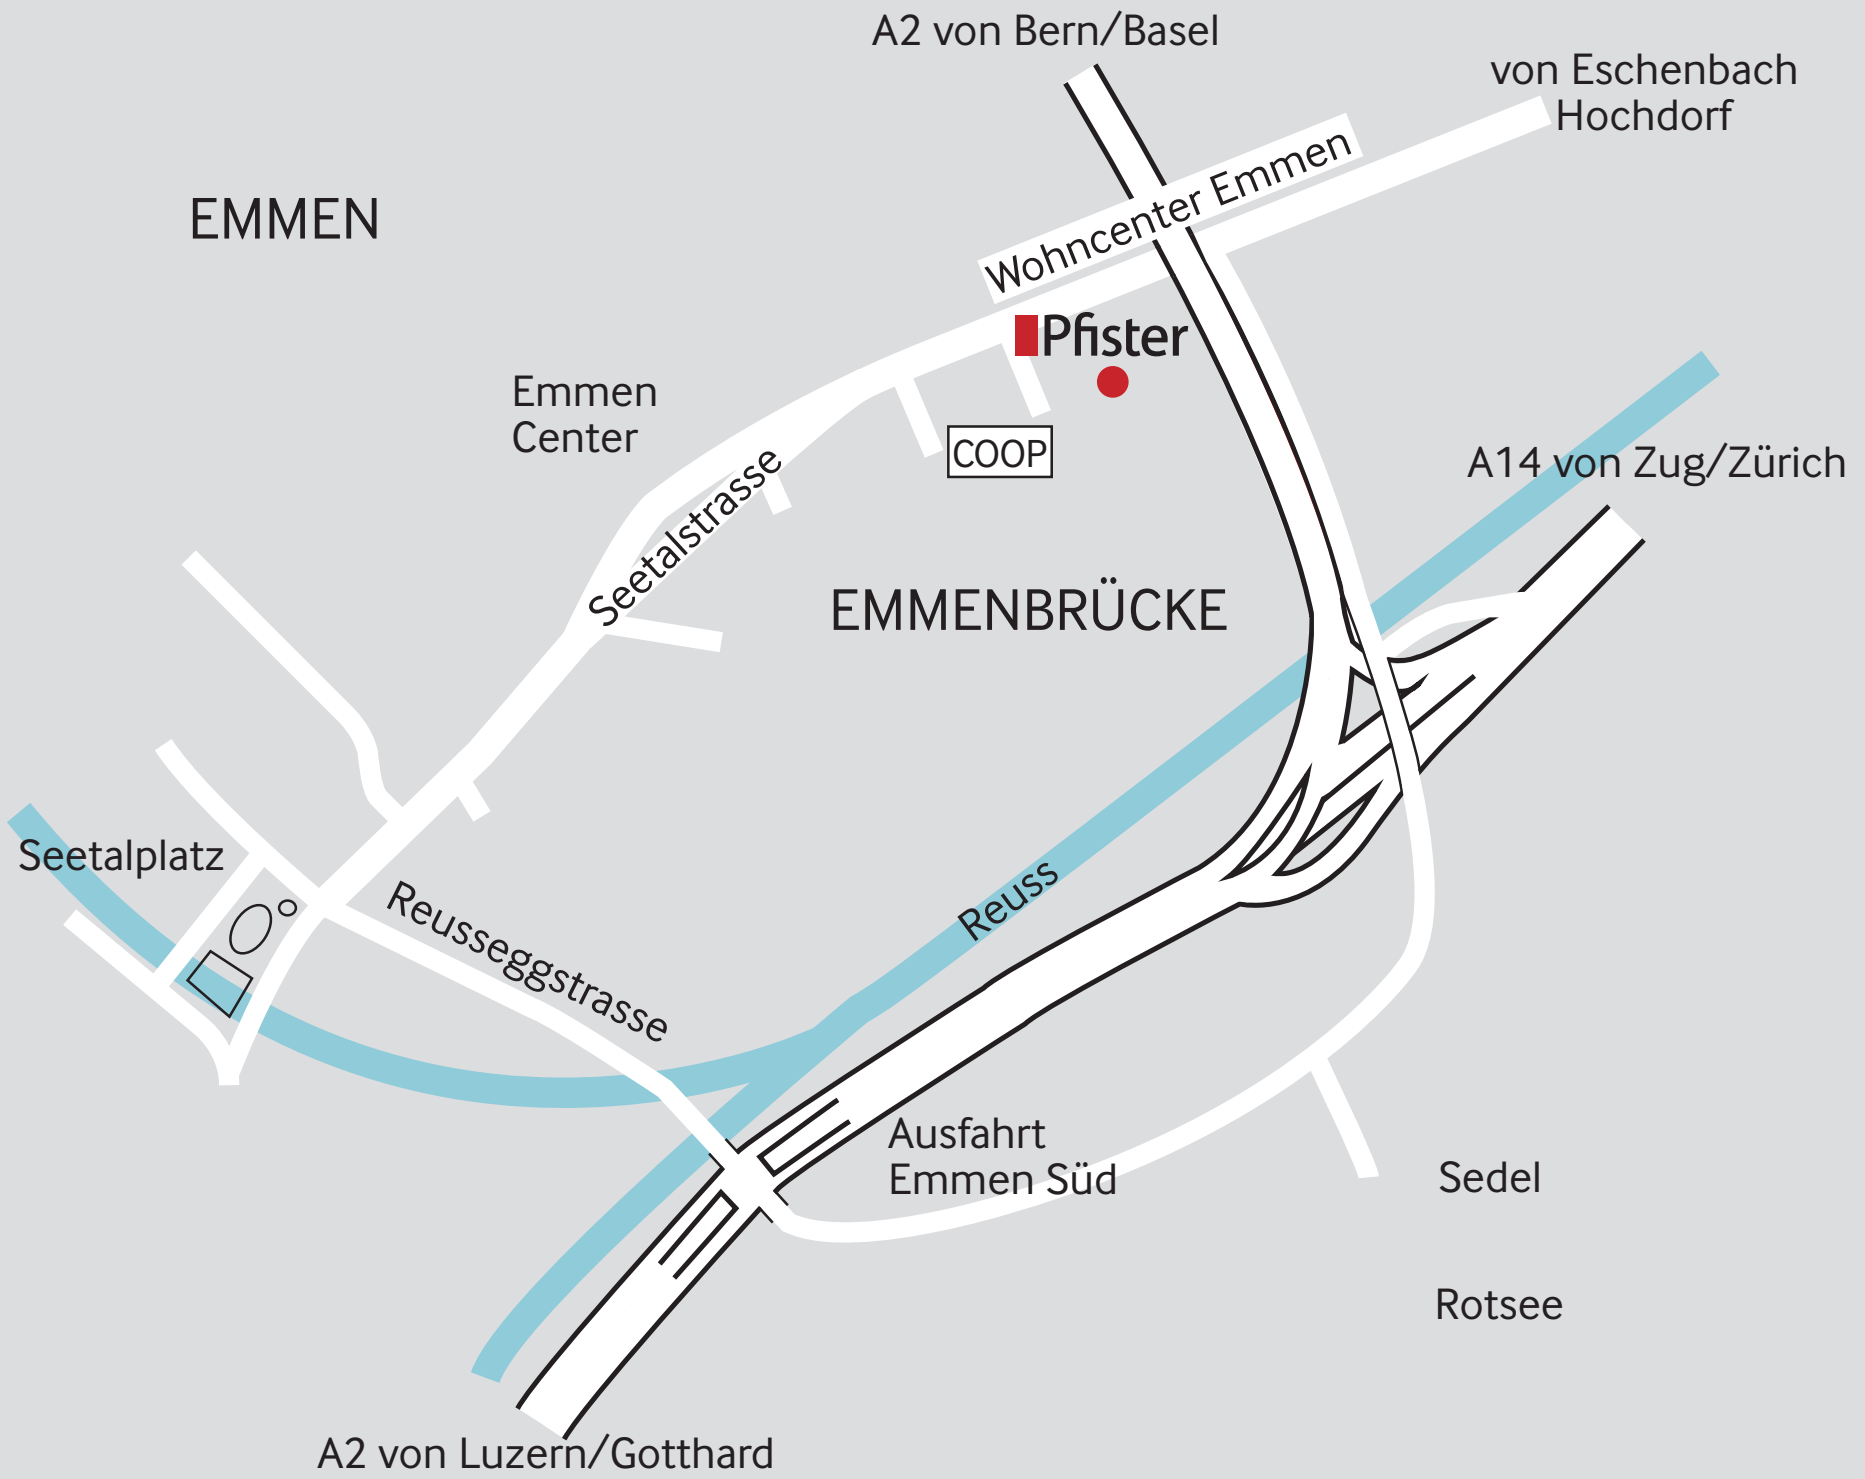 A2 von Bern/Basel
von Eschenbach
Hochdorf
Wohncenter Emmen
EMMEN
Pfister
Emmen
Center
COOP
A14 von Zug/Zürich
Seetalstrasse
EMMENBRÜCKE
Seetalplatz
Reusseggstrasse
Reuss
Ausfahrt
Emmen Süd
Sedel
Rotsee
A2 von Luzern/Gotthard